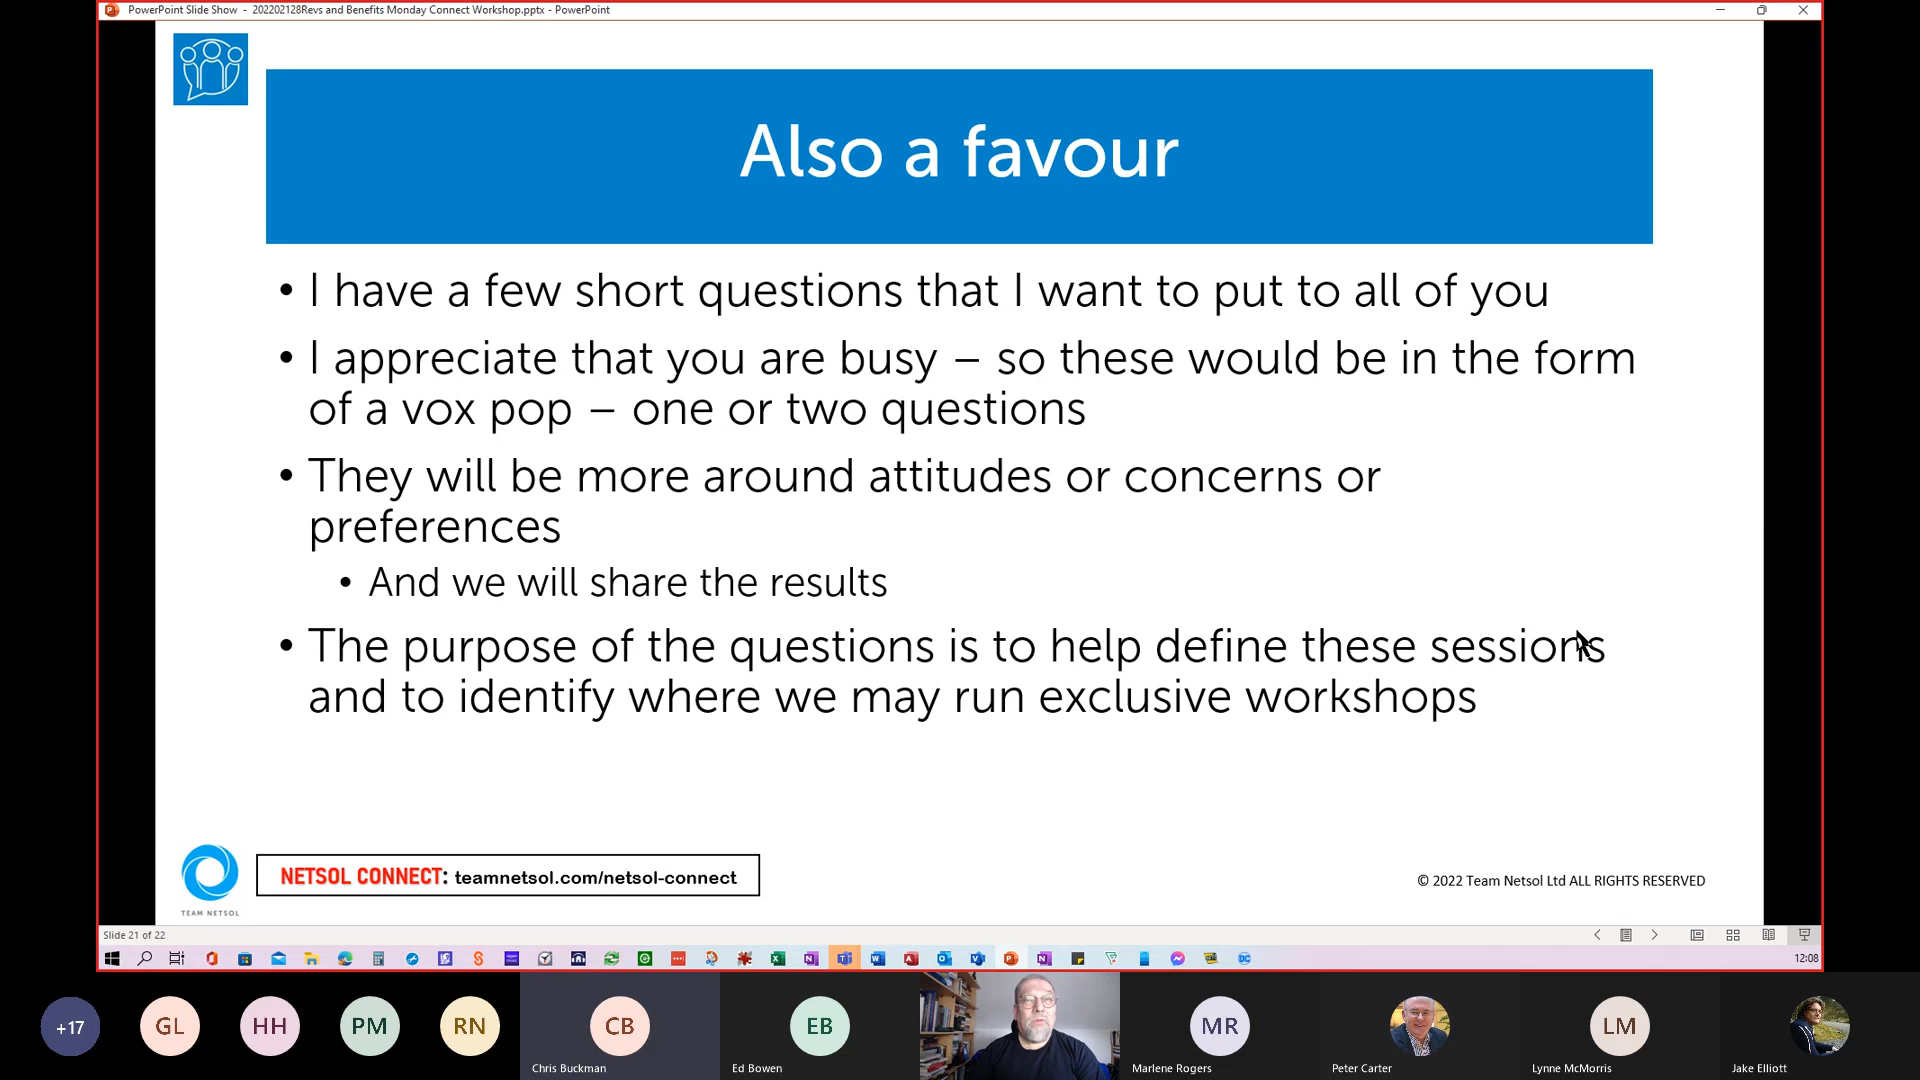 PowerPoint Slide Show - 202202128Revs and Benefits Monday Connect Workshop.pptx - PowerPoint
Also a favour
• I have a few short questions that I want to put to all of you
• I appreciate that you are busy – so these would be in the form
of a vox pop – one or two questions
• They will be more around attitudes or concerns or
preferences
• And we will share the results
• The purpose of the questions is to help define these sessions
and to identify where we may run exclusive workshops
TEAM NETSOL
NETSOL CONNECT: teamnetsol.com/netsol-connect
© 2022 Team Netsol Ltd ALL RIGHTS RESERVED
Slide 21 of 22
12:08
+17
GL
HH
PM
RN
CB
EB
MR
LM
Chris Buckman
Ed Bowen
Marlene Rogers
Peter Carter
Lynne McMorris
Jake Elliott